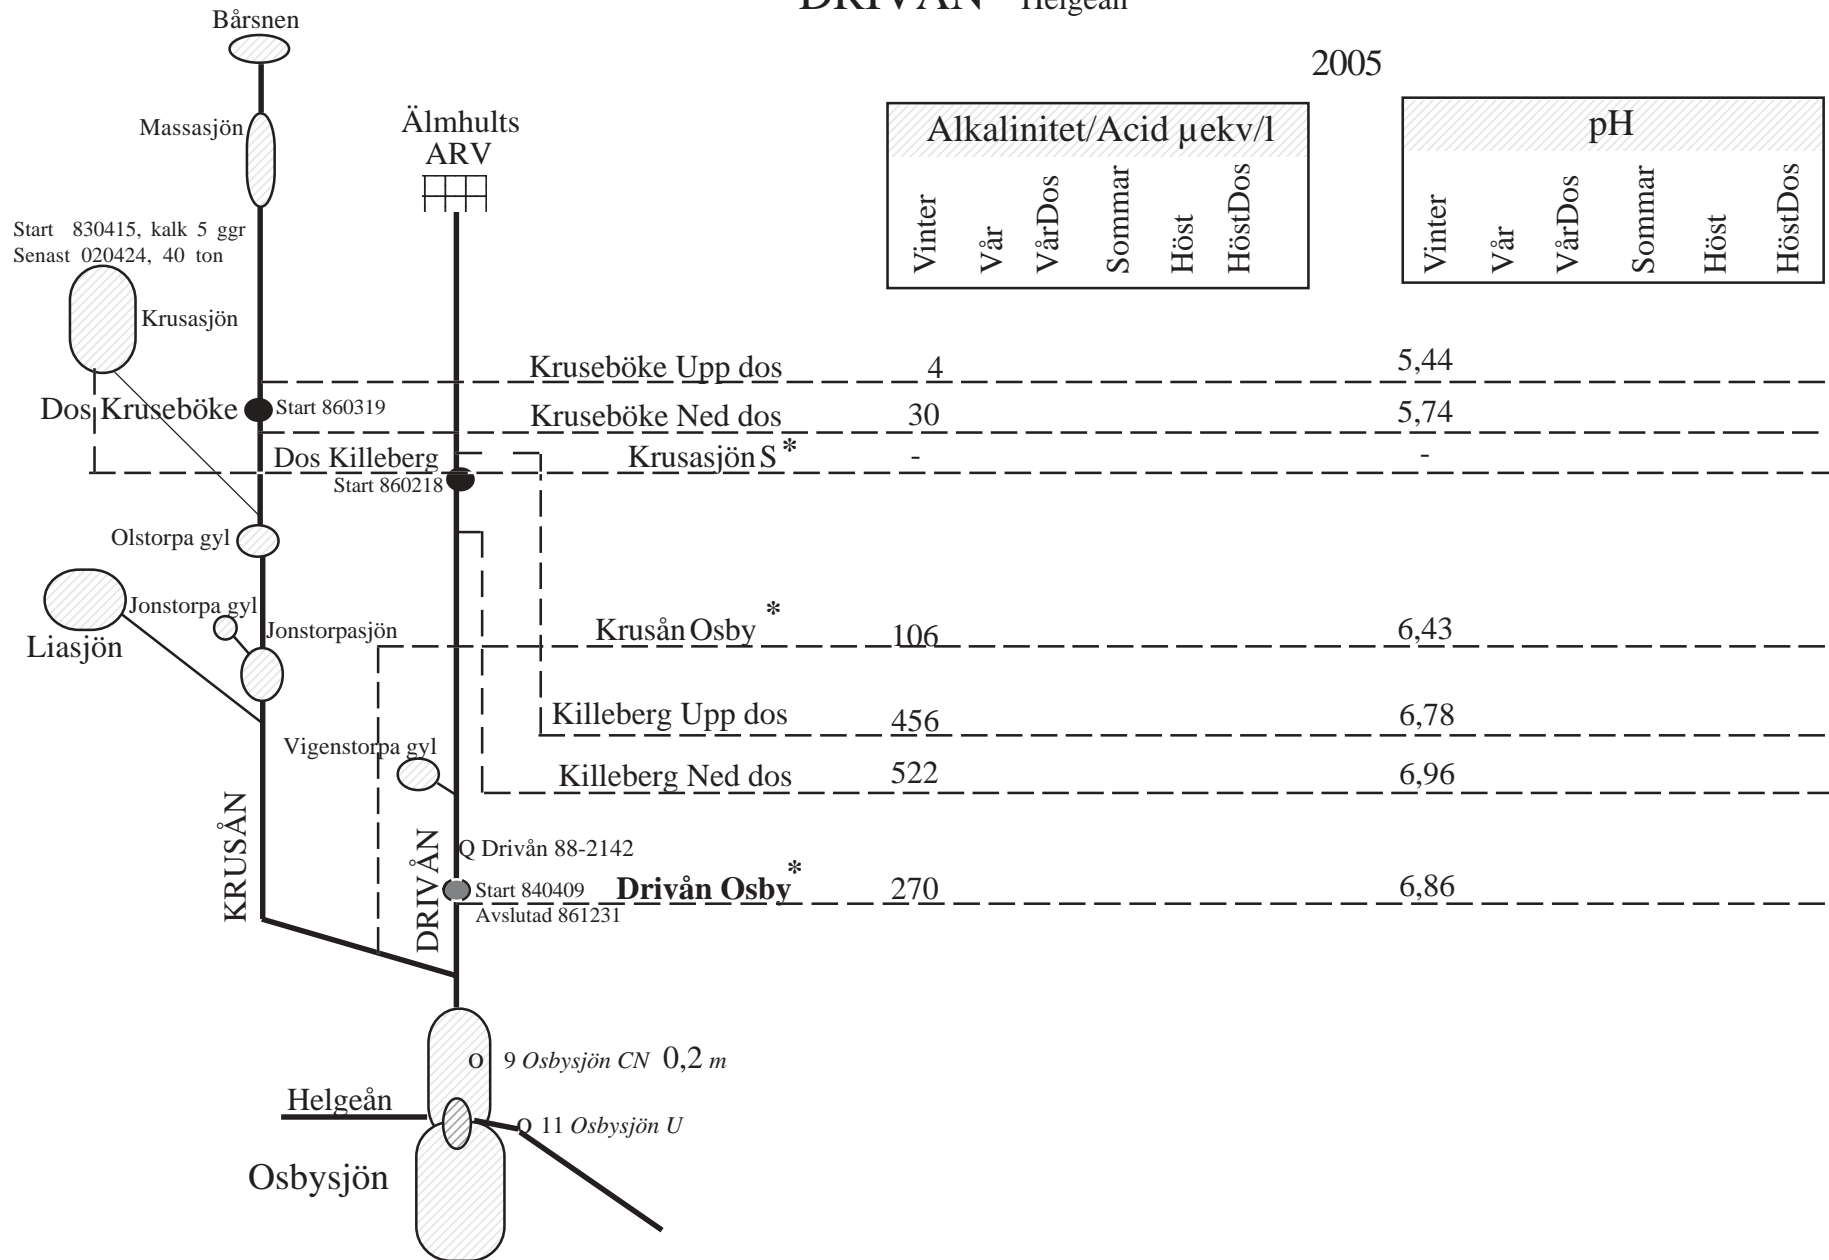 DRIVÅN Helgeån
Bårsnen
2005
Massasjön
Älmhults
ARV
Alkalinitet/Acid µekv/l
Vinter
Vår
VårDos
Sommar
Höst
HöstDos
pH
Vinter
Vår
VårDos
Sommar
Höst
HöstDos
Start 830415, kalk 5 ggr
Senast 020424, 40 ton
Krusasjön
Kruseböke Upp dos 4 5,44
Dos Kruseböke Start 860319
Kruseböke Ned dos 30 5,74
Dos Killeberg
Start 860218
Krusasjön S * - -
Olstorpa gyl
Jonstorpa gyl
Jonstorpasjön
Liasjön
Krusån Osby * 106 6,43
Killeberg Upp dos 456 6,78
Vigenstorpa gyl
Killeberg Ned dos 522 6,96
KRUSÅN
DRIVÅN
Q Drivån 88-2142
Start 840409
Avslutad 861231
Drivån Osby * 270 6,86
o 9 Osbysjön CN 0,2 m
Helgeån
o 11 Osbysjön U
Osbysjön